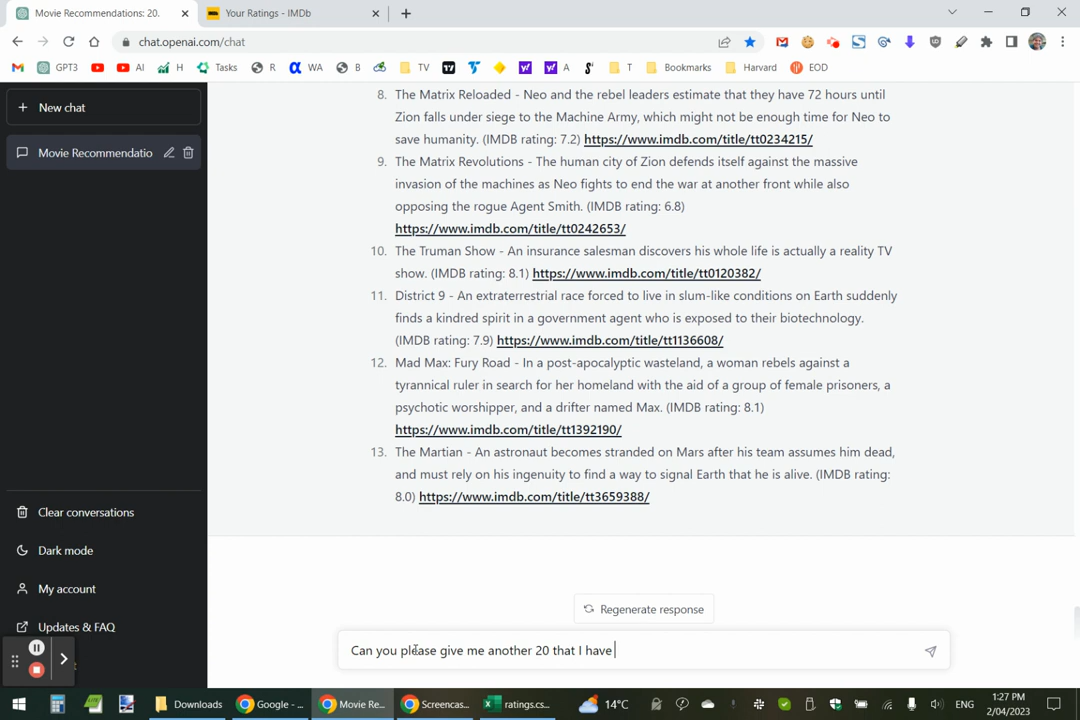 Movie Recommendations: 20.
Your Ratings - IMDb
chat.openai.com/chat
GPT3
AI
H
Tasks
R
WA
B
TV
A
T
Bookmarks
Harvard
EOD
New chat
Movie Recommendatio
8. The Matrix Reloaded - Neo and the rebel leaders estimate that they have 72 hours until
Zion falls under siege to the Machine Army, which might not be enough time for Neo to
save humanity. (IMDB rating: 7.2) https://www.imdb.com/title/tt0234215/
9. The Matrix Revolutions - The human city of Zion defends itself against the massive
invasion of the machines as Neo fights to end the war at another front while also
opposing the rogue Agent Smith. (IMDB rating: 6.8)
https://www.imdb.com/title/tt0242653/
10. The Truman Show - An insurance salesman discovers his whole life is actually a reality TV
show. (IMDB rating: 8.1) https://www.imdb.com/title/tt0120382/
11. District 9 - An extraterrestrial race forced to live in slum-like conditions on Earth suddenly
finds a kindred spirit in a government agent who is exposed to their biotechnology.
(IMDB rating: 7.9) https://www.imdb.com/title/tt1136608/
12. Mad Max: Fury Road - In a post-apocalyptic wasteland, a woman rebels against a
tyrannical ruler in search for her homeland with the aid of a group of female prisoners, a
psychotic worshipper, and a drifter named Max. (IMDB rating: 8.1)
https://www.imdb.com/title/tt1392190/
13. The Martian - An astronaut becomes stranded on Mars after his team assumes him dead,
and must rely on his ingenuity to find a way to signal Earth that he is alive. (IMDB rating:
8.0) https://www.imdb.com/title/tt3659388/
Clear conversations
Dark mode
My account
Updates & FAQ
Regenerate response
Can you please give me another 20 that I have
Downloads
Google - ...
Movie Re...
Screencas...
ratings.cs...
14°C
ENG
1:27 PM
2/04/2023